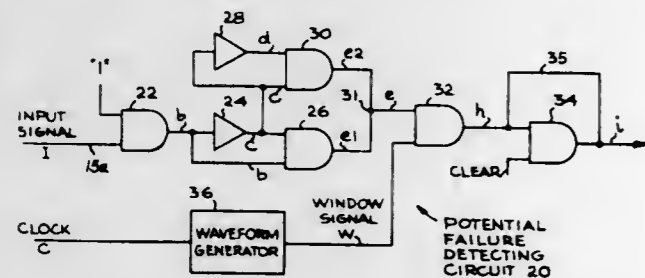 28
d
30
e2
"1"
22
24
c
31
e
32
35
INPUT
SIGNAL
b
26
h
34
i
I
c
e1
15a
b
CLEAR
36
WINDOW
SIGNAL
W
CLOCK
C
WAVEFORM
GENERATOR
POTENTIAL
FAILURE
DETECTING
CIRCUIT 20